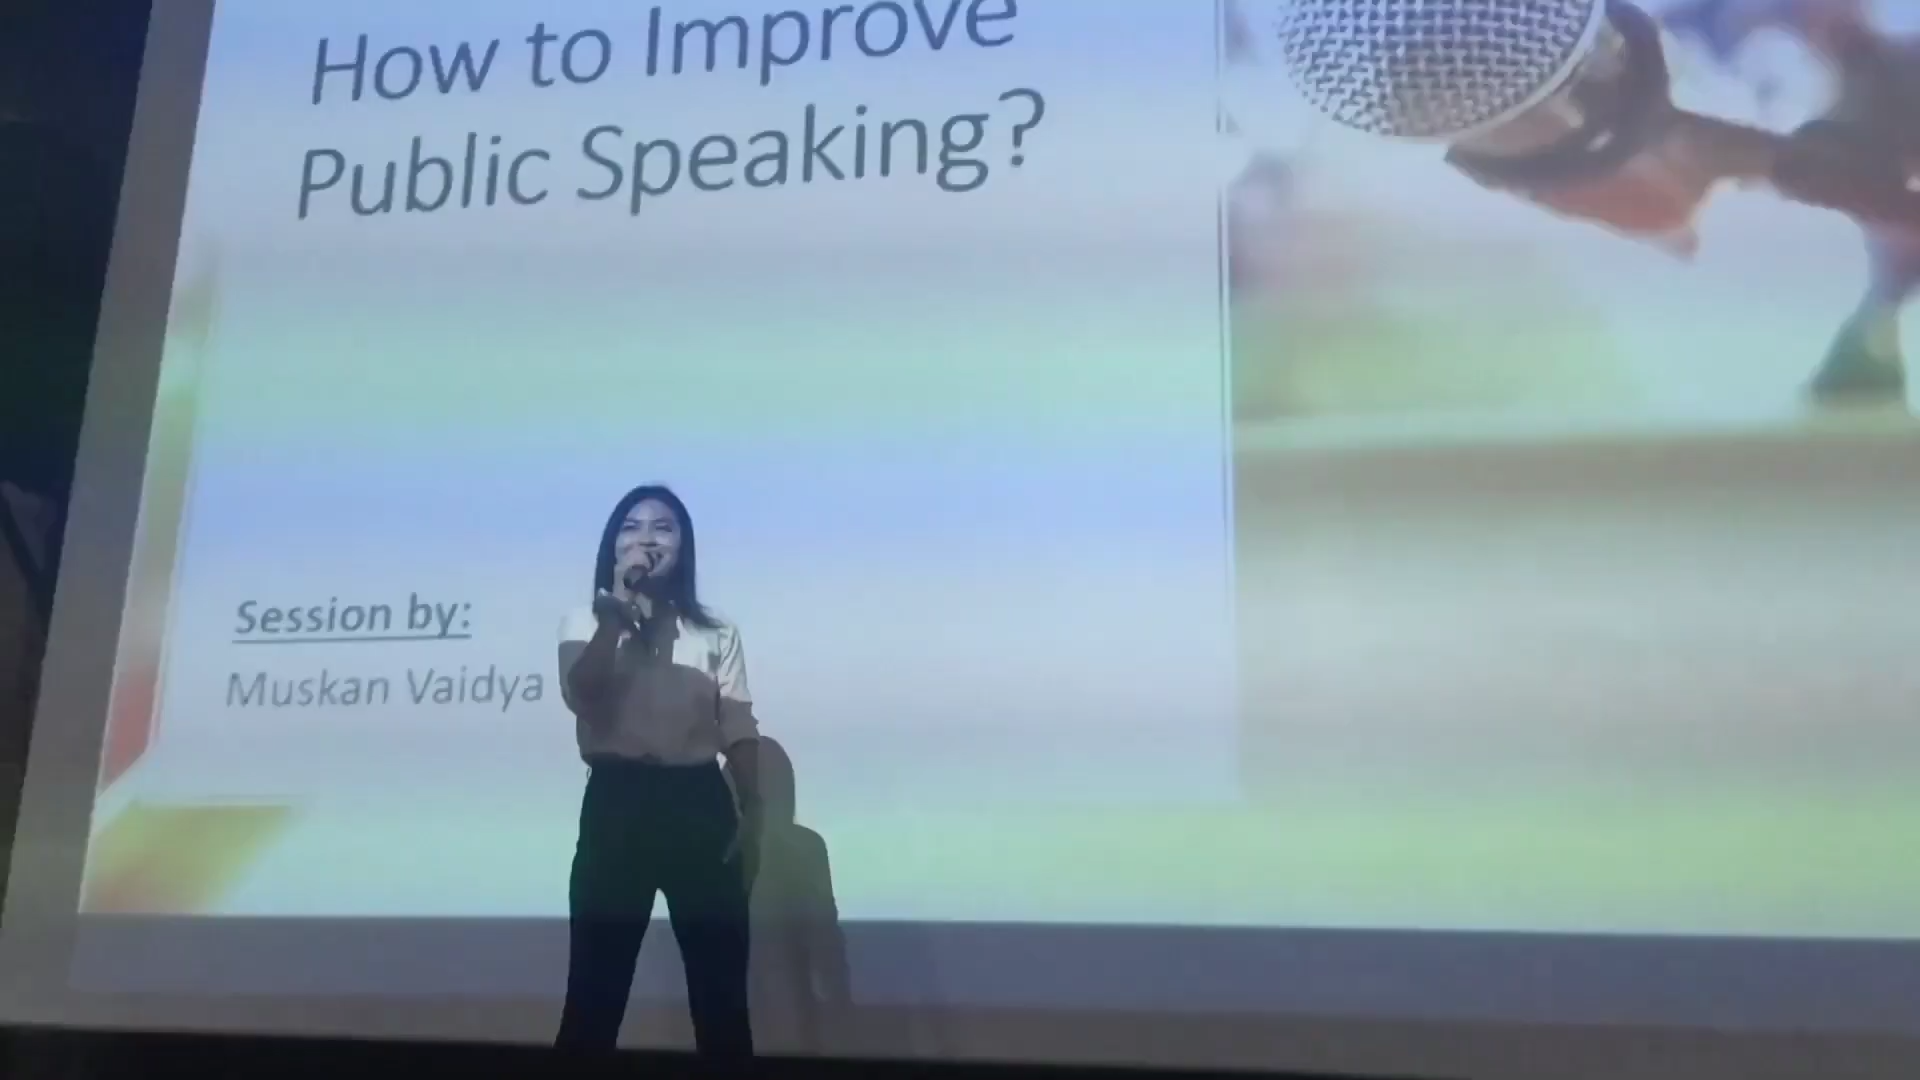 How to Improve
Public Speaking?
Session by:
Muskan Vaidya